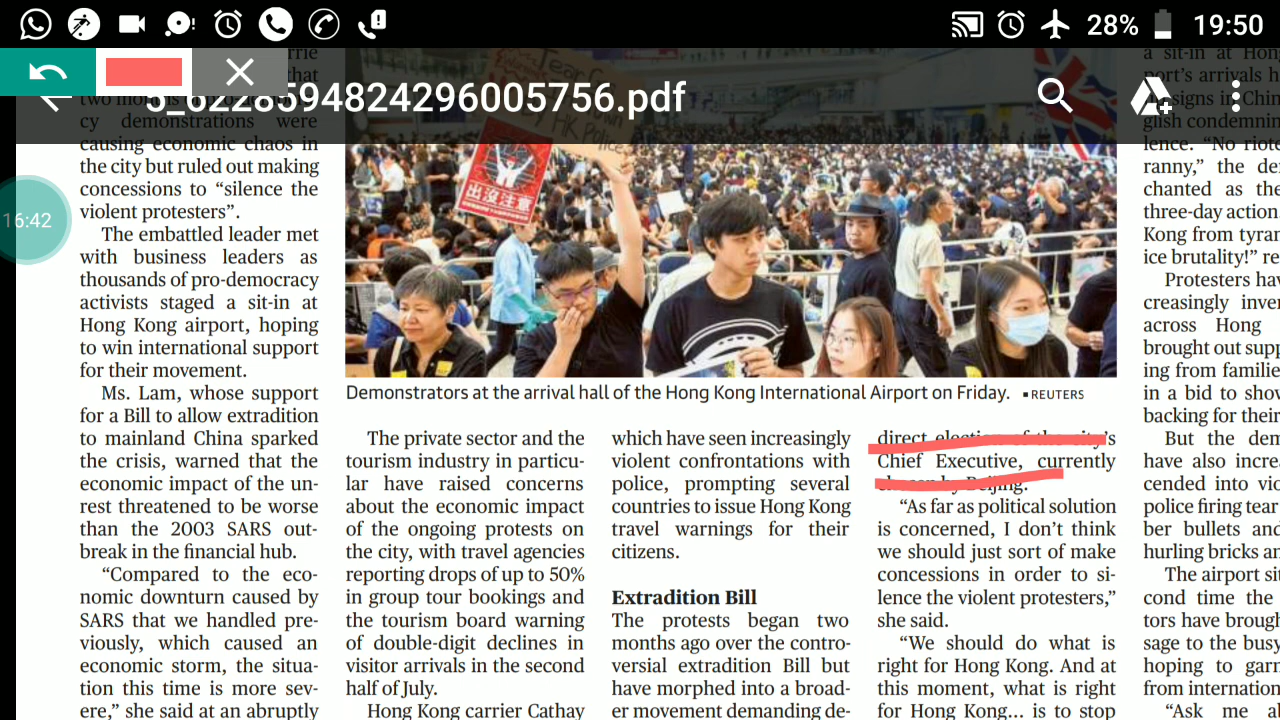 28% 19:50
S_6228594824296005756.pdf
16:42
two months
cy demonstrations were
causing economic chaos in
the city but ruled out making
concessions to “silence the
violent protesters”.
The embattled leader met
with business leaders as
thousands of pro-democracy
activists staged a sit-in at
Hong Kong airport, hoping
to win international support
for their movement.
Ms. Lam, whose support
for a Bill to allow extradition
to mainland China sparked
the crisis, warned that the
economic impact of the un-
rest threatened to be worse
than the 2003 SARS out-
break in the financial hub.
“Compared to the eco-
nomic downturn caused by
SARS that we handled pre-
viously, which caused an
economic storm, the situa-
tion this time is more sev-
ere,” she said at an abruptly
Tear Gas
by HK Police
出没注意
Demonstrators at the arrival hall of the Hong Kong International Airport on Friday. ▪REUTERS
The private sector and the
tourism industry in particu-
lar have raised concerns
about the economic impact
of the ongoing protests on
the city, with travel agencies
reporting drops of up to 50%
in group tour bookings and
the tourism board warning
of double-digit declines in
visitor arrivals in the second
half of July.
Hong Kong carrier Cathay
which have seen increasingly
violent confrontations with
police, prompting several
countries to issue Hong Kong
travel warnings for their
citizens.
Extradition Bill
The protests began two
months ago over the contro-
versial extradition Bill but
have morphed into a broad-
er movement demanding de-
direct election of the city’s
Chief Executive, currently
chosen by Beijing.
“As far as political solution
is concerned, I don’t think
we should just sort of make
concessions in order to si-
lence the violent protesters,”
she said.
“We should do what is
right for Hong Kong. And at
this moment, what is right
for Hong Kong... is to stop
a sit-in at Hon
port’s arrivals h
signs in Chin
glish condemnin
lence. “No riote
ranny,” the de
chanted as the
three-day action
Kong from tyran
ice brutality!” re
Protesters hav
creasingly inve
across Hong
brought out supp
ing from familie
in a bid to show
backing for their
But the dem
have also increa
cended into vio
police firing tear
ber bullets and
hurling bricks an
The airport sit
cond time the
tors have brough
sage to the busy
hoping to garn
from internation
“Ask me al